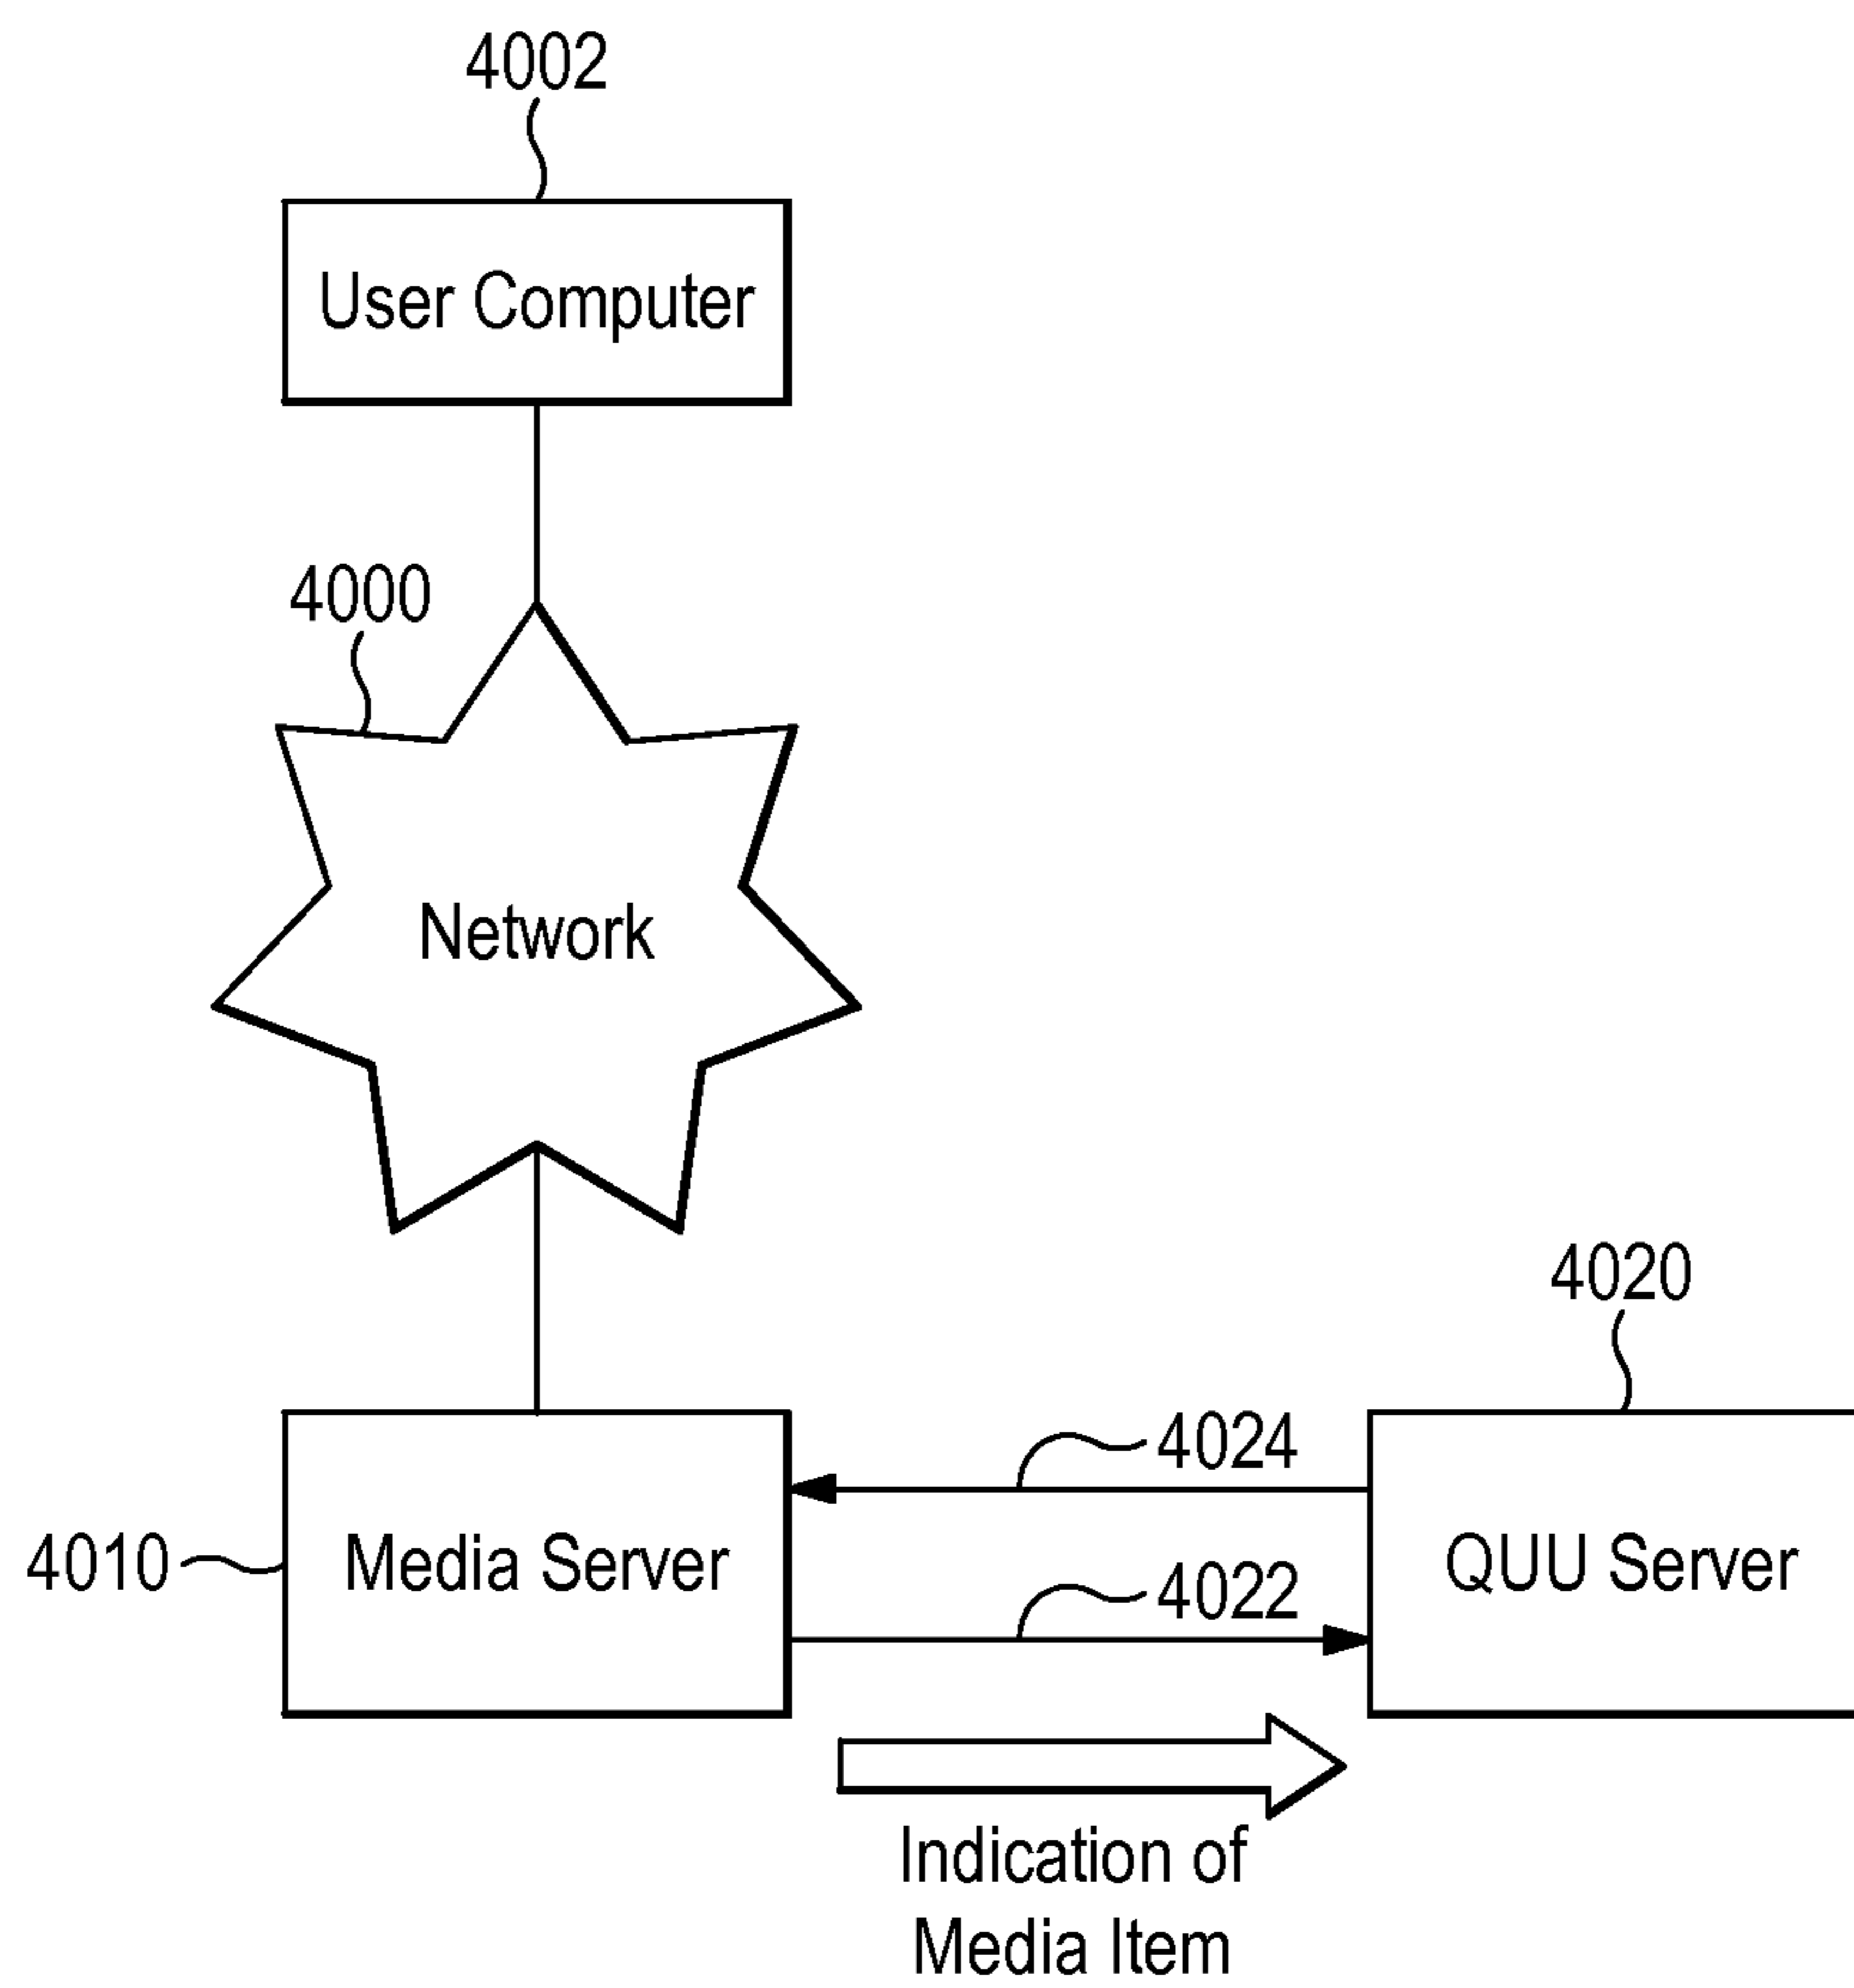 4002
User Computer
4000
Network
4020
4024
4010
Media Server
QUU Server
4022
Indication of
Media Item